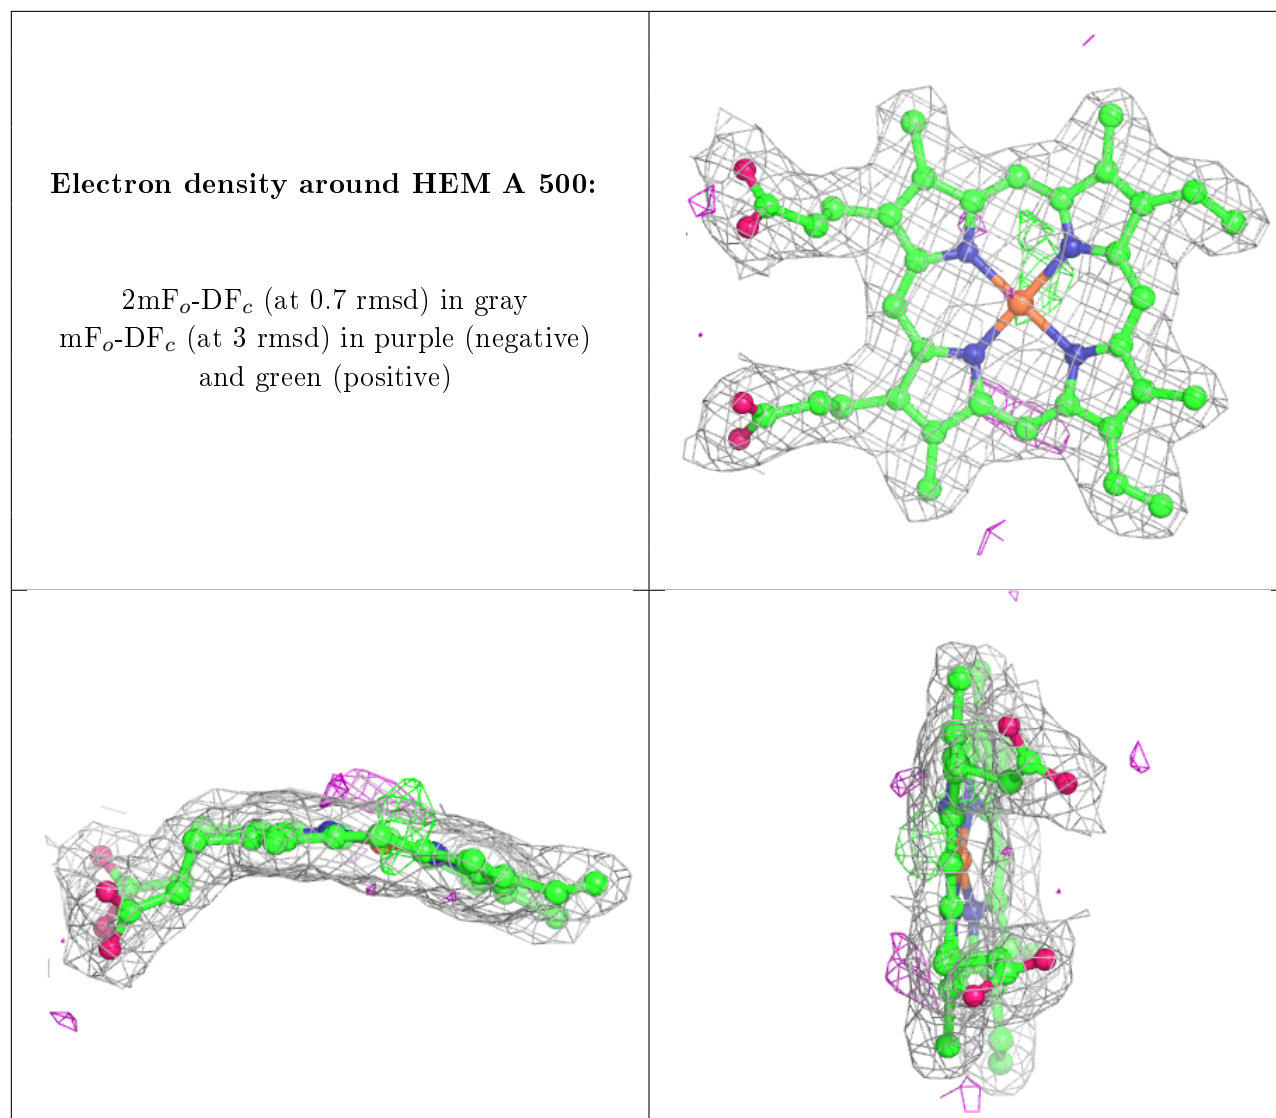 Electron density around HEM A 500:
2mFo-DFc (at 0.7 rmsd) in gray
mFo-DFc (at 3 rmsd) in purple (negative)
and green (positive)